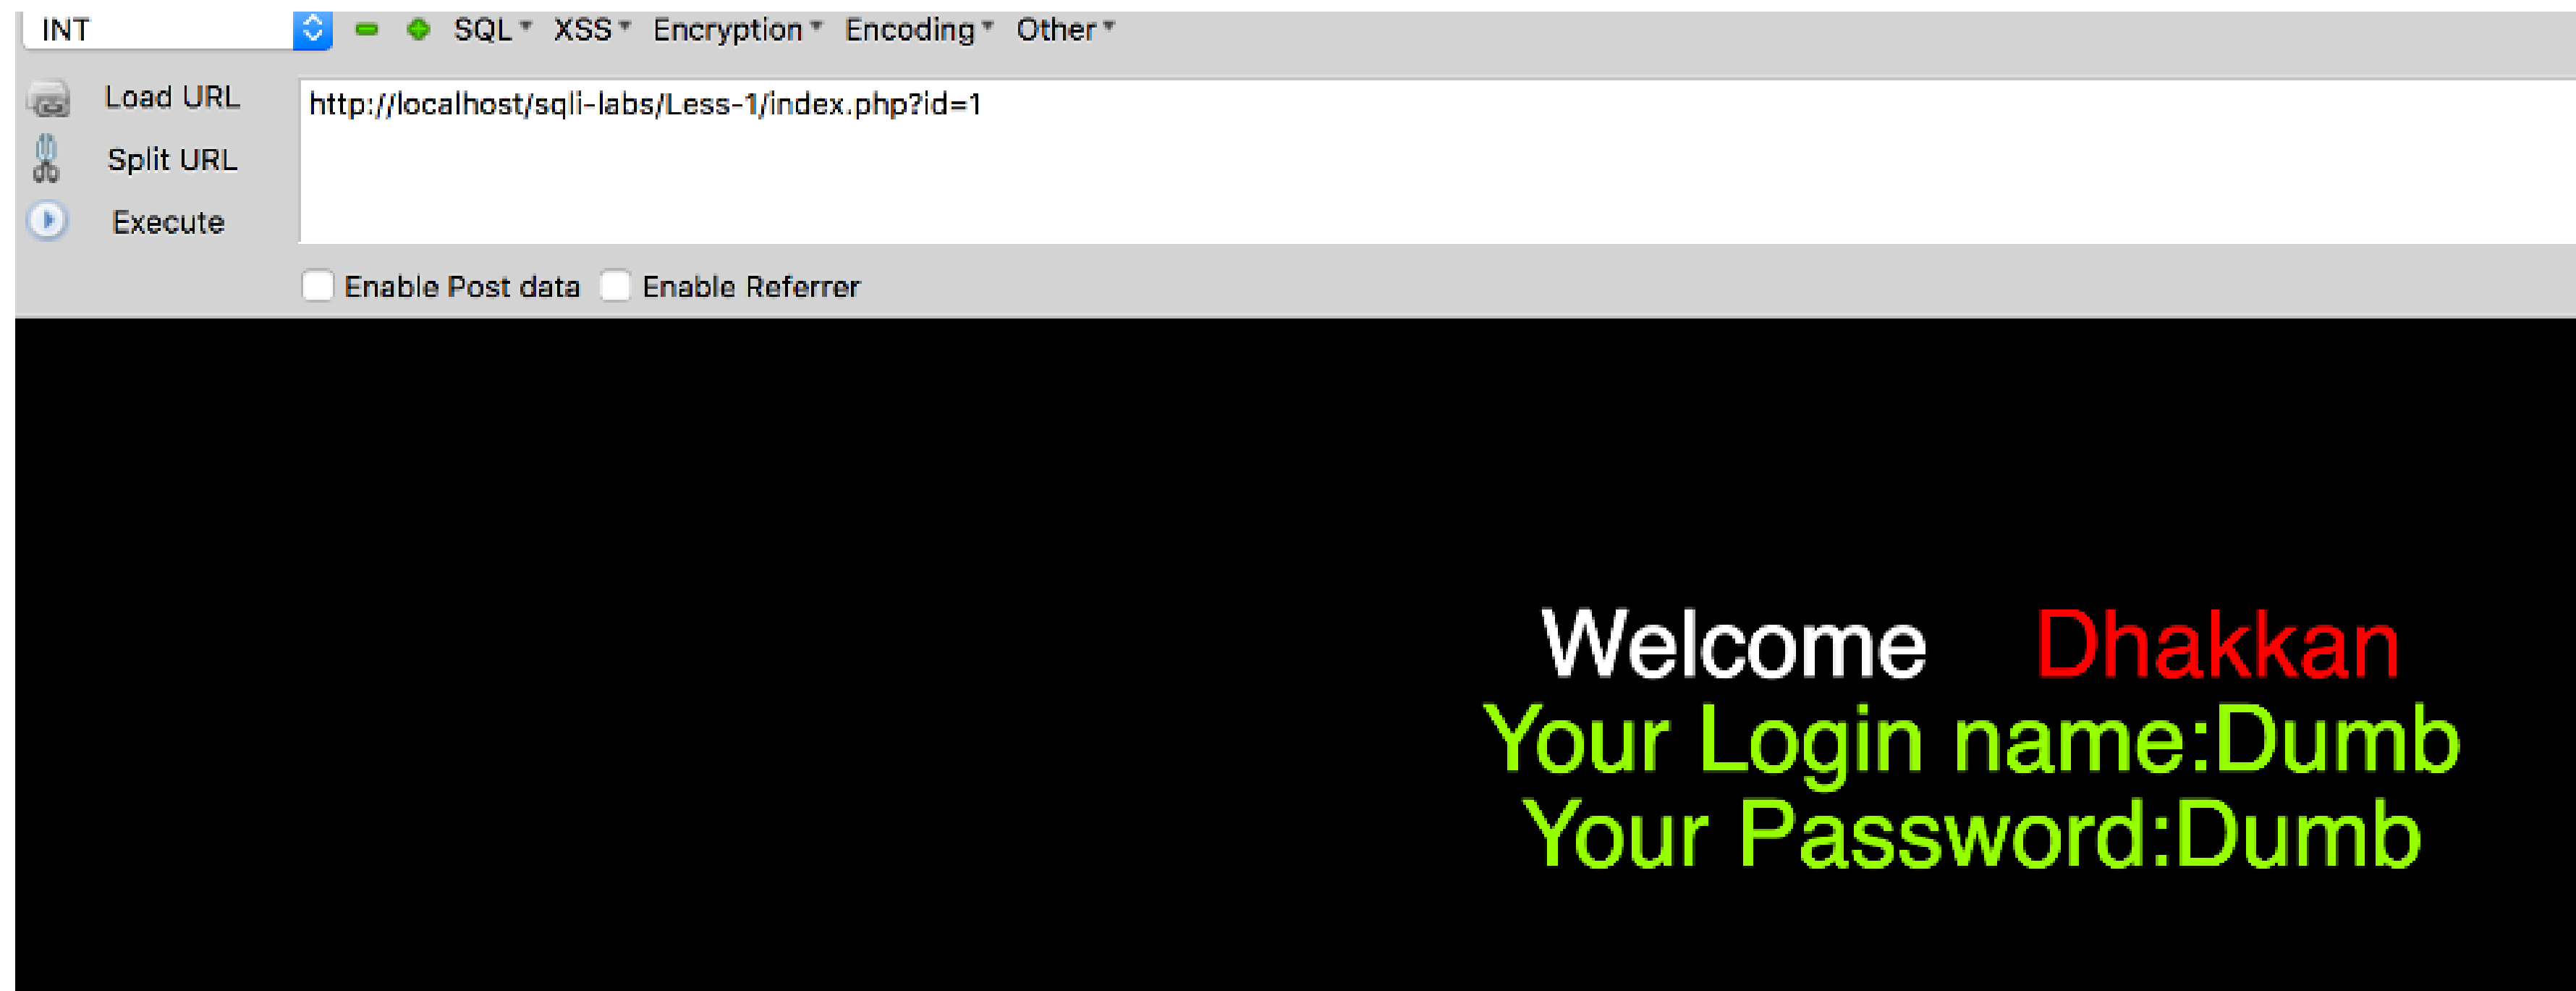 INT SQL XSS Encryption Encoding Other
Load URL http://localhost/sqli-labs/Less-1/index.php?id=1
Split URL
Execute
Enable Post data Enable Referrer
Welcome Dhakkan
Your Login name:Dumb
Your Password:Dumb